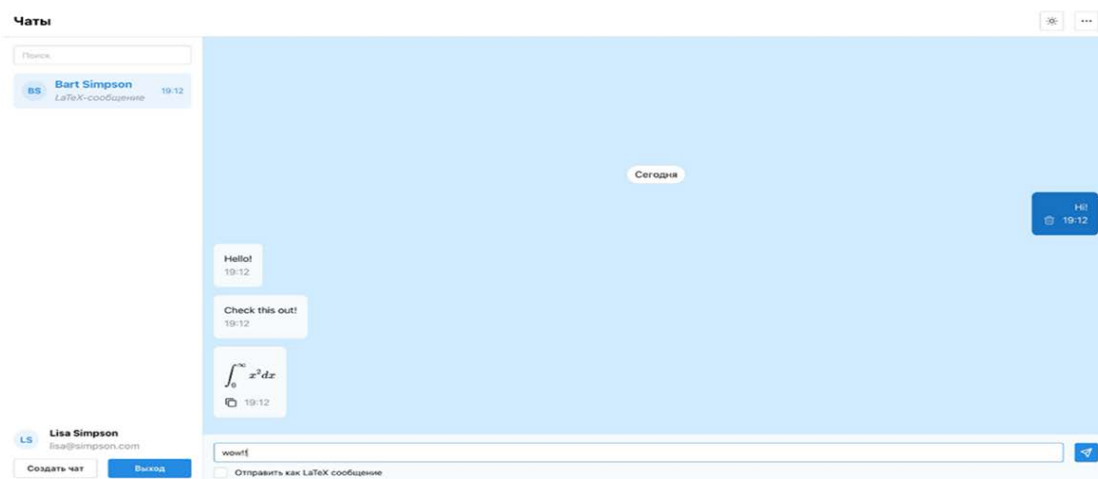 Чаты
Поиск
BS
Bart Simpson
19:12
LaTeX-сообщение
Сегодня
Hi!
19:12
Hello!
19:12
Check this out!
19:12
∫₀^∞ x²dx
19:12
LS
Lisa Simpson
lisa@simpson.com
Создать чат
Выход
wow!!
Отправить как LaTeX сообщение